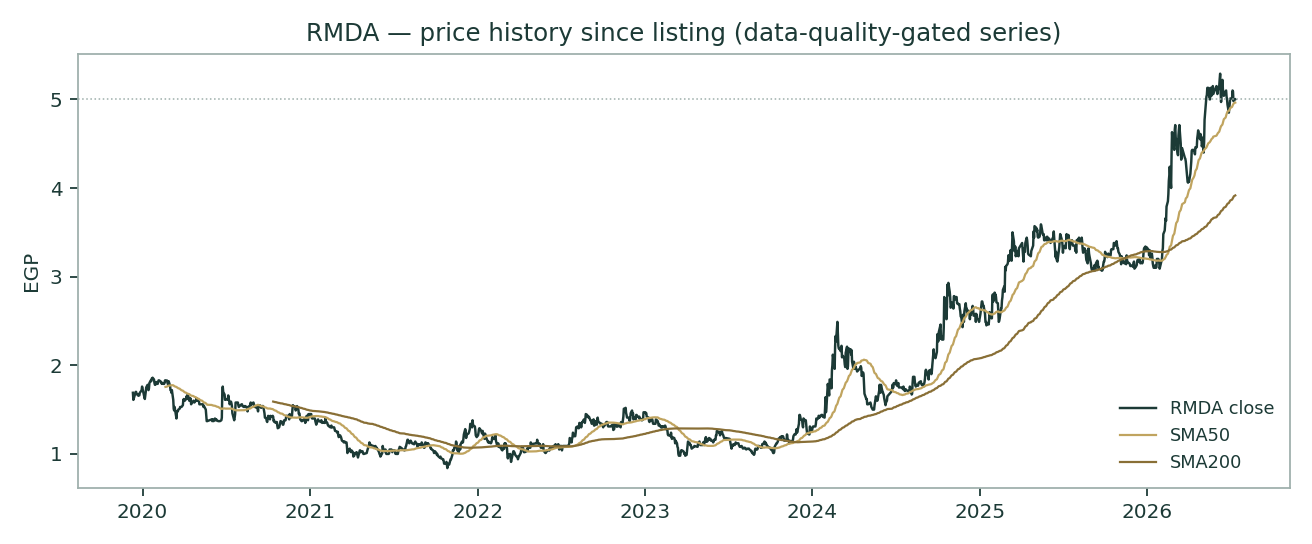 RMDA — price history since listing (data-quality-gated series)
EGP
5
4
3
2
1
RMDA close
SMA50
SMA200
2020 2021 2022 2023 2024 2025 2026